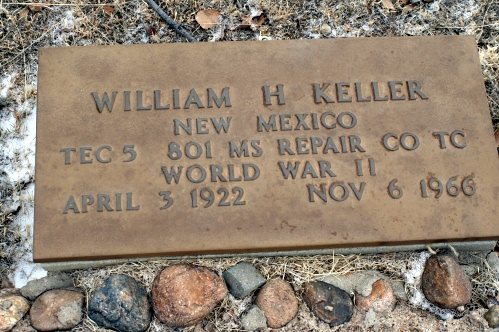 WILLIAM H KELLER
NEW MEXICO
TEC 5 801 MS REPAIR CO TC
WORLD WAR II
APRIL 3 1922 NOV 6 1966